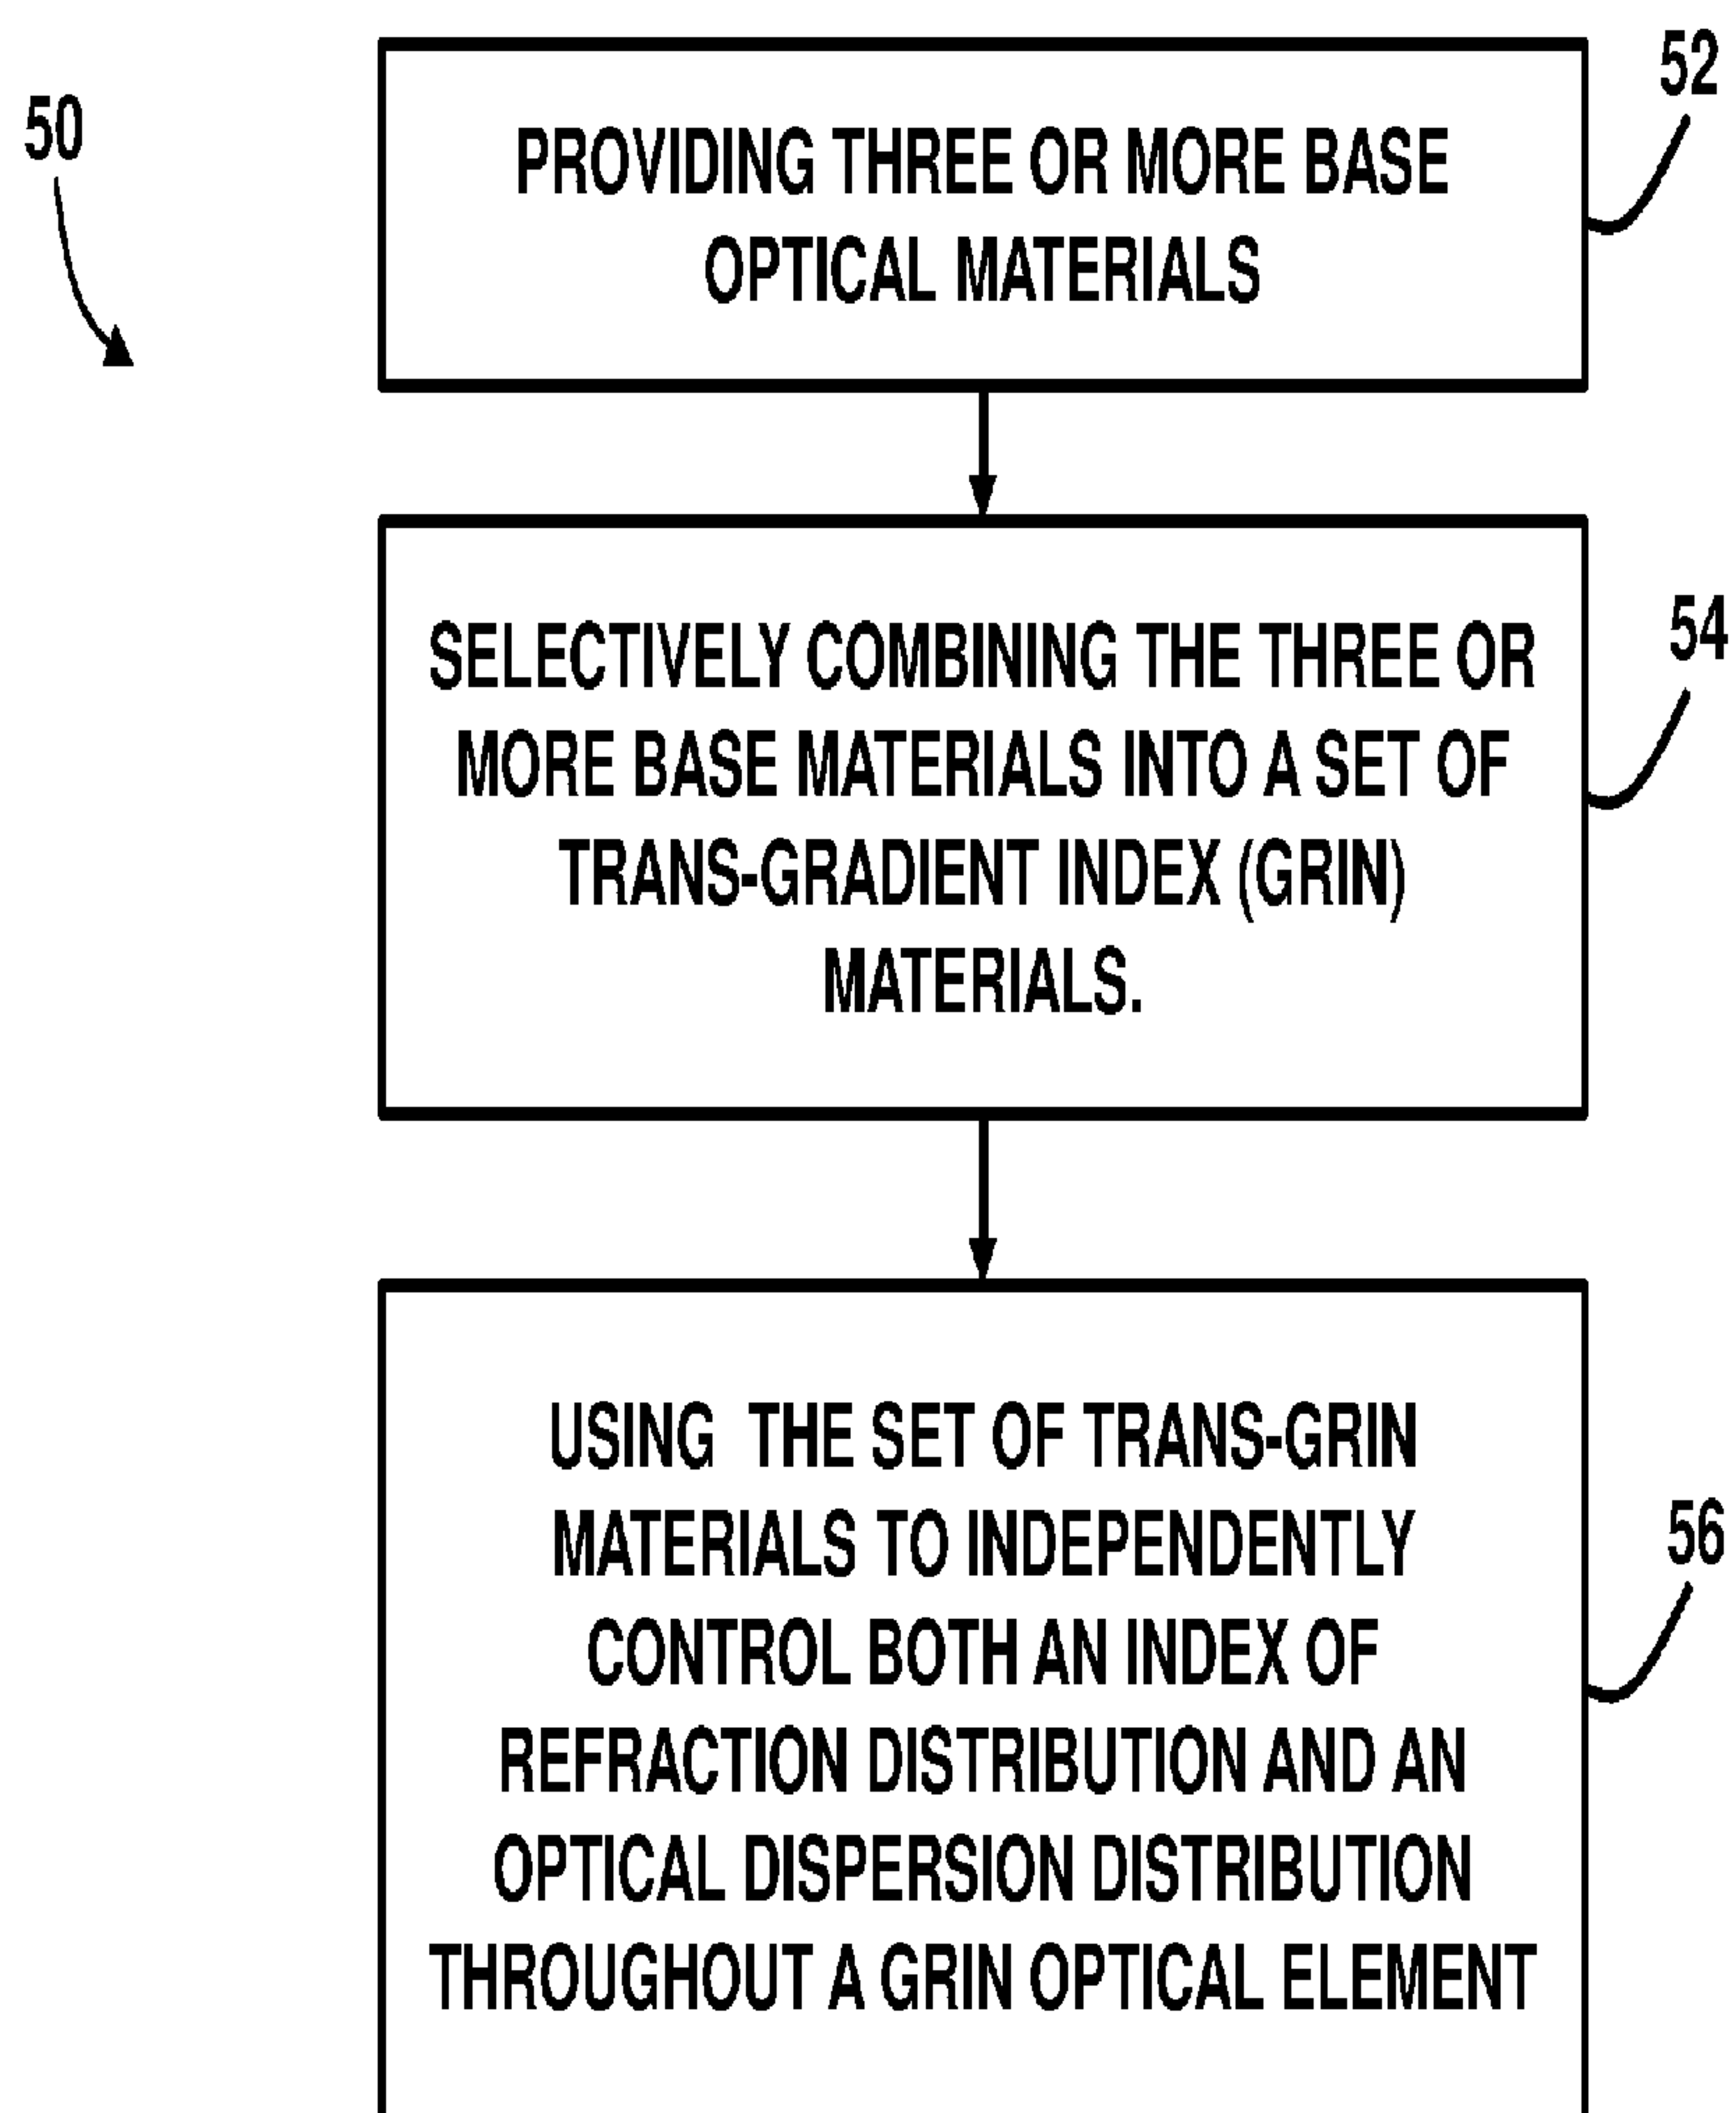 50
52
PROVIDING THREE OR MORE BASE
OPTICAL MATERIALS
54
SELECTIVELY COMBINING THE THREE OR
MORE BASE MATERIALS INTO A SET OF
TRANS-GRADIENT INDEX (GRIN)
MATERIALS.
56
USING THE SET OF TRANS-GRIN
MATERIALS TO INDEPENDENTLY
CONTROL BOTH AN INDEX OF
REFRACTION DISTRIBUTION AND AN
OPTICAL DISPERSION DISTRIBUTION
THROUGHOUT A GRIN OPTICAL ELEMENT